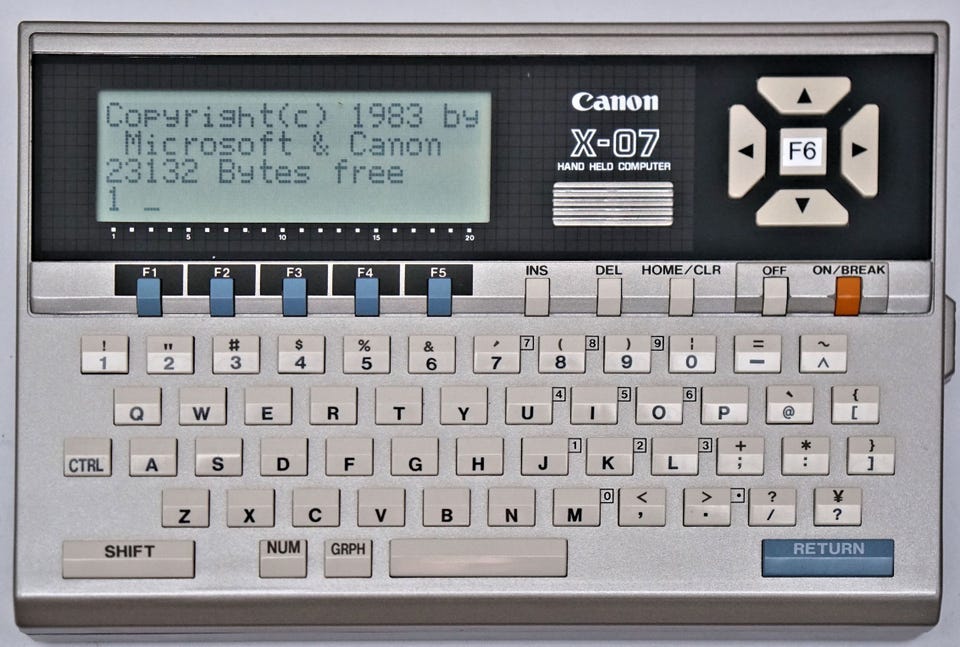 Copyright(c) 1983 by
Microsoft & Canon
23132 Bytes free
1 _
1 5 10 15 20
Canon
X-07
HAND HELD COMPUTER
▲
◀ F6 ▶
▼
F1 F2 F3 F4 F5 INS DEL HOME/CLR OFF ON/BREAK
! " # $ % & ' 7 ( 8 ) 9 ¦ = ~
1 2 3 4 5 6 7 8 9 0 — ^
Q W E R T Y U 4 I 5 O 6 P ` @ { [
CTRL A S D F G H J 1 K 2 L 3 + ; * : } ]
Z X C V B N M 0 < , > . • ? / ¥ ?
SHIFT NUM GRPH RETURN